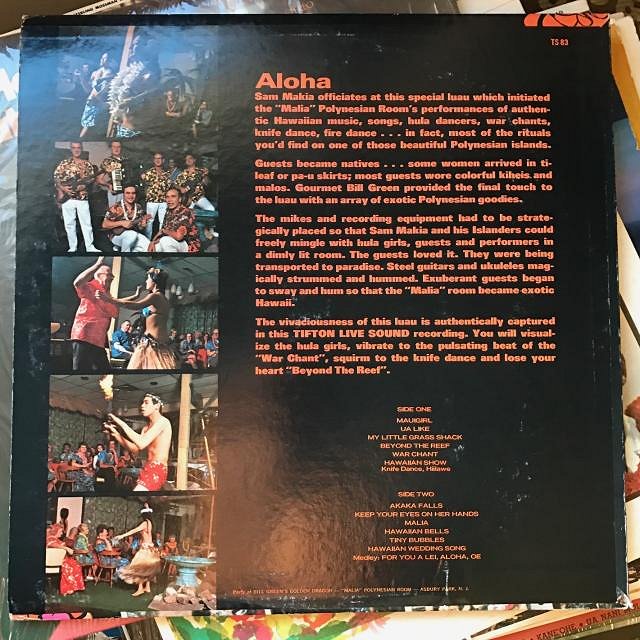 TS 83
Aloha
Sam Makia officiates at this special luau which initiated
the "Malia" Polynesian Room's performances of authen-
tic Hawaiian music, songs, hula dancers, war chants,
knife dance, fire dance . . . in fact, most of the rituals
you'd find on one of those beautiful Polynesian islands.
Guests became natives . . . some women arrived in ti-
leaf or pa-u skirts; most guests wore colorful kiheis and
malos. Gourmet Bill Green provided the final touch to
the luau with an array of exotic Polynesian goodies.
The mikes and recording equipment had to be strate-
gically placed so that Sam Makia and his Islanders could
freely mingle with hula girls, guests and performers in
a dimly lit room. The guests loved it. They were being
transported to paradise. Steel guitars and ukuleles mag-
ically strummed and hummed. Exuberant guests began
to sway and hum so that the "Malia" room became exotic
Hawaii.
The vivaciousness of this luau is authentically captured
in this TIFTON LIVE SOUND recording. You will visual-
ize the hula girls, vibrate to the pulsating beat of the
"War Chant", squirm to the knife dance and lose your
heart "Beyond The Reef".
SIDE ONE
MAUIGIRL
UA LIKE
MY LITTLE GRASS SHACK
BEYOND THE REEF
WAR CHANT
HAWAIIAN SHOW
Knife Dance, Hilawe
SIDE TWO
AKAKA FALLS
KEEP YOUR EYES ON HER HANDS
MALIA
HAWAIIAN BELLS
TINY BUBBLES
HAWAIIAN WEDDING SONG
Medley: FOR YOU A LEI, ALOHA, OE
Party at BILL GREEN'S GOLDEN DRAGON — "MALIA" POLYNESIAN ROOM — ASBURY PARK, N. J.